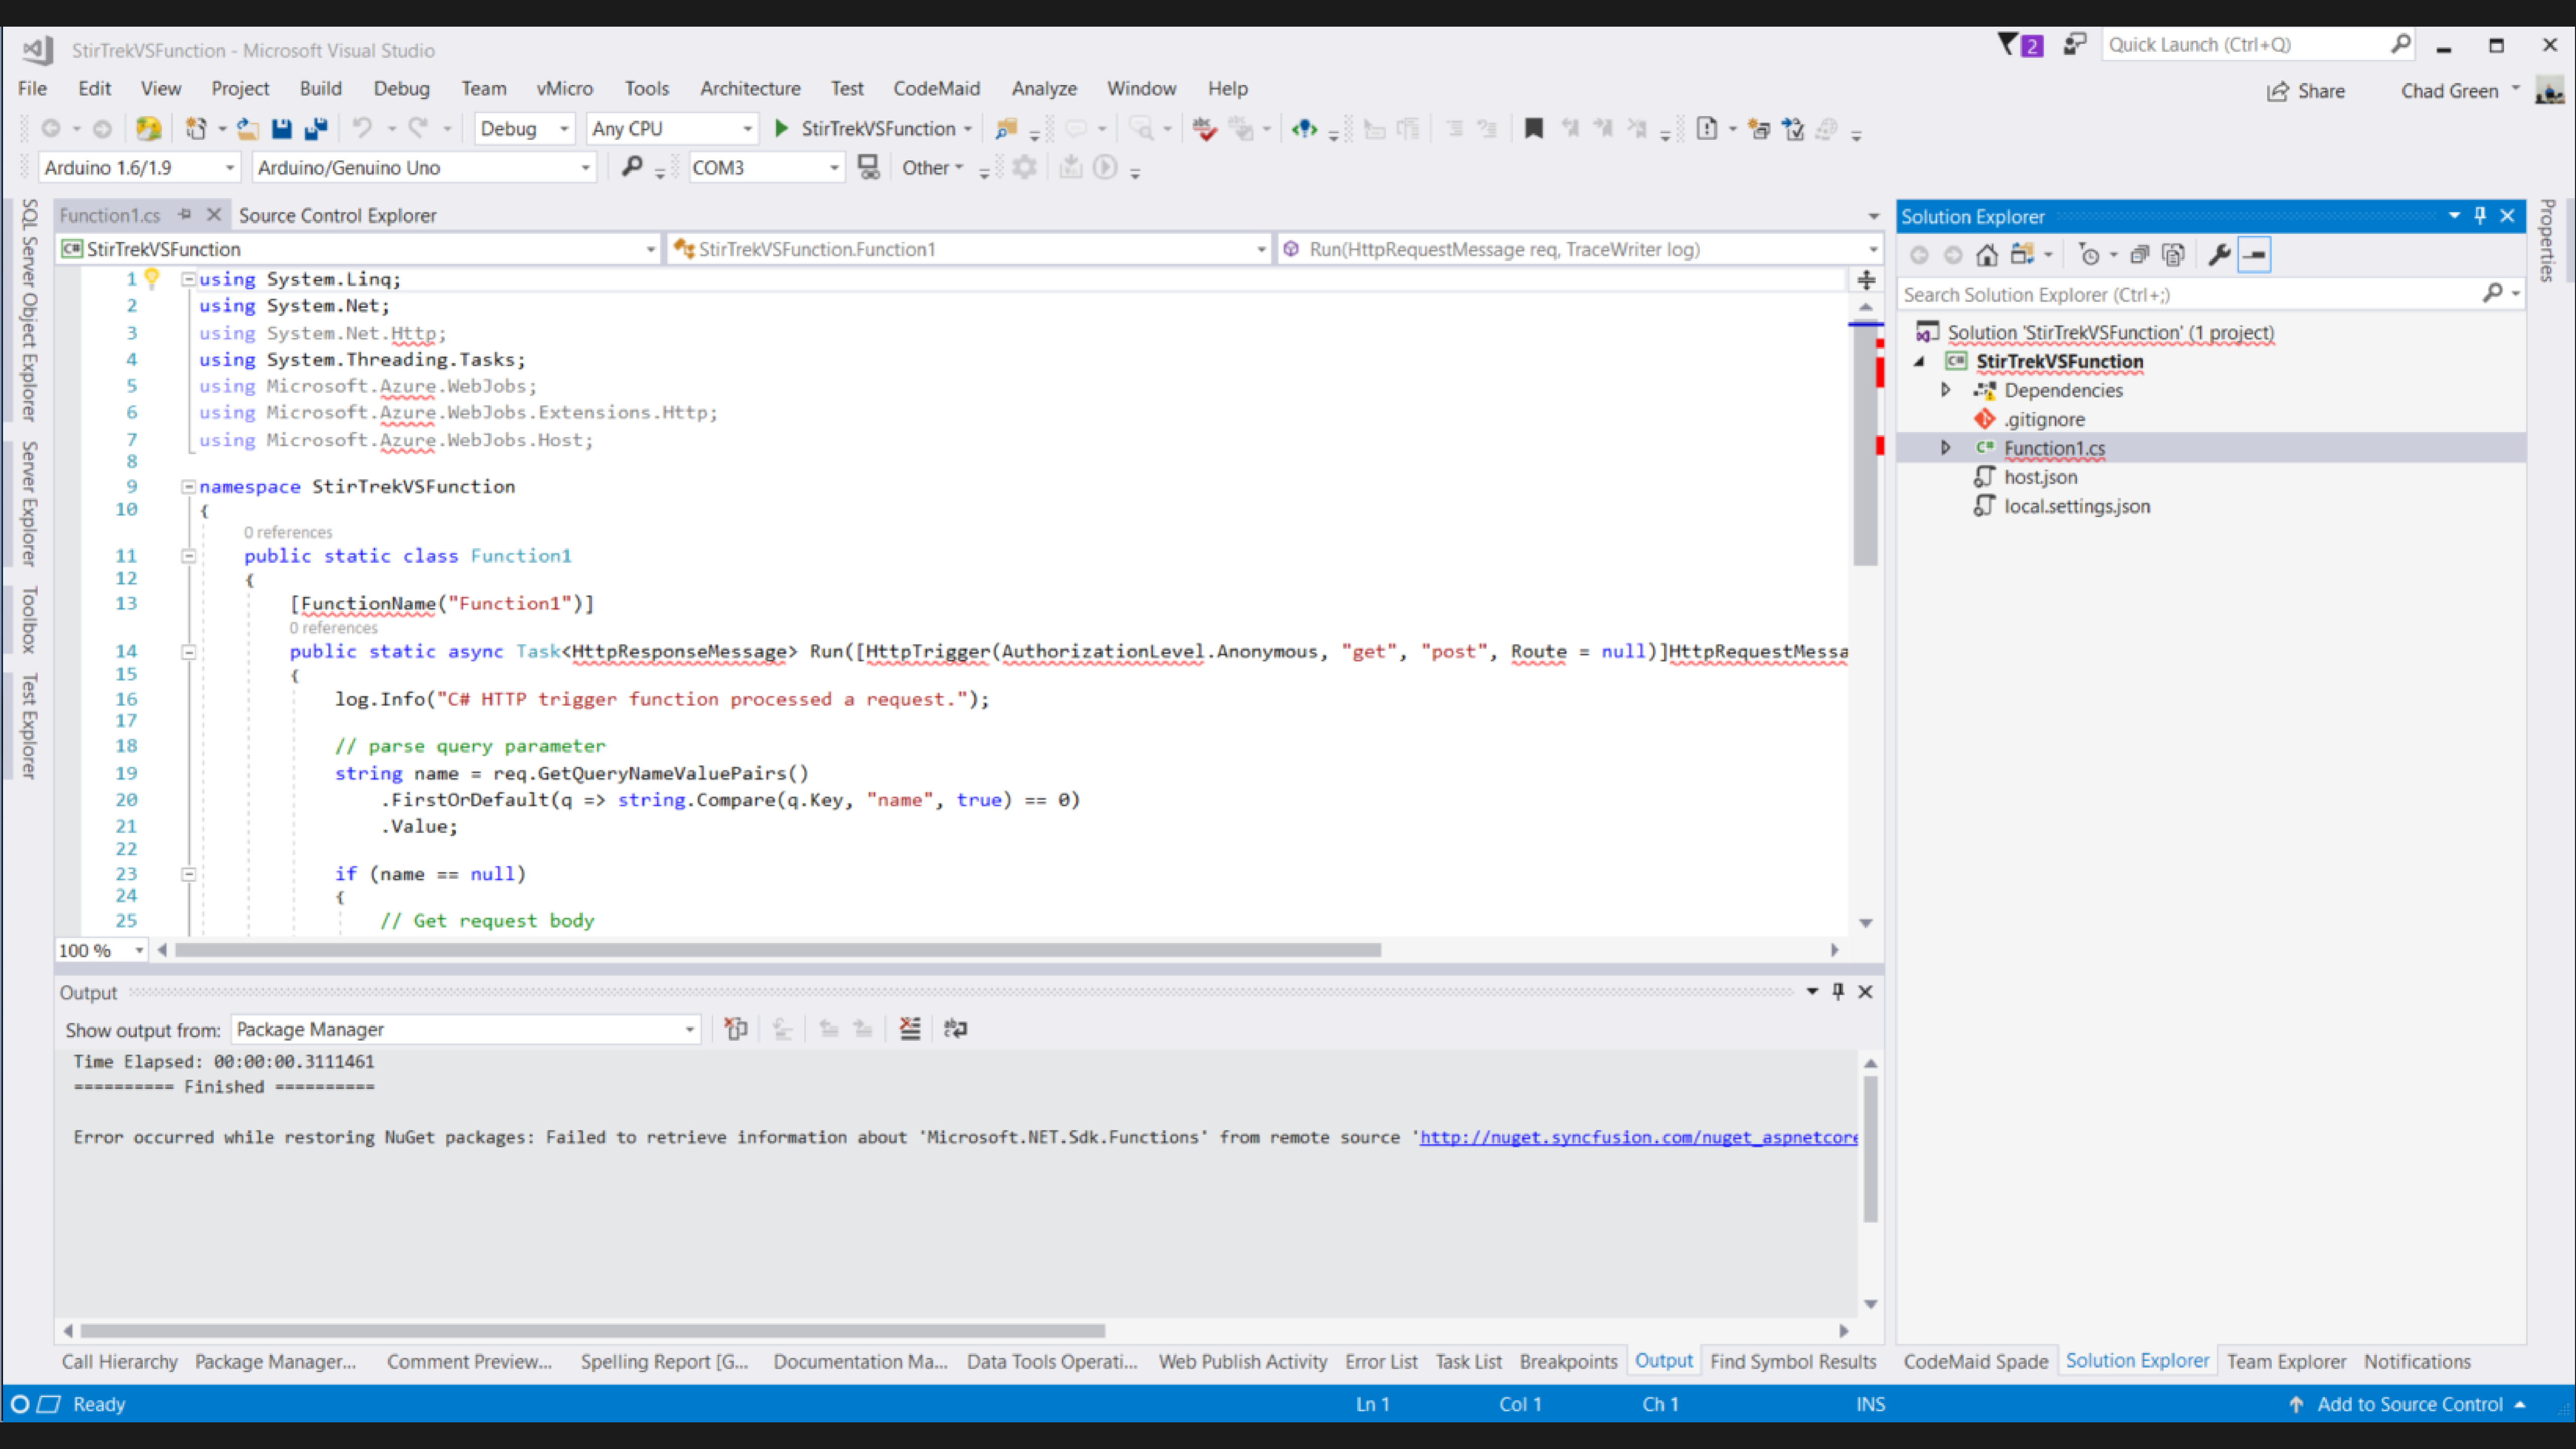 StirTrekVSFunction - Microsoft Visual Studio
2
Quick Launch (Ctrl+Q)
File Edit View Project Build Debug Team vMicro Tools Architecture Test CodeMaid Analyze Window Help
Share
Chad Green
Debug
Any CPU
StirTrekVSFunction
Arduino 1.6/1.9
Arduino/Genuino Uno
COM3
Other
SQL Server Object Explorer
Server Explorer
Toolbox
Test Explorer
Function1.cs
Source Control Explorer
StirTrekVSFunction
StirTrekVSFunction.Function1
Run(HttpRequestMessage req, TraceWriter log)
1 using System.Linq;
2 using System.Net;
3 using System.Net.Http;
4 using System.Threading.Tasks;
5 using Microsoft.Azure.WebJobs;
6 using Microsoft.Azure.WebJobs.Extensions.Http;
7 using Microsoft.Azure.WebJobs.Host;
8
9 namespace StirTrekVSFunction
10 {
0 references
11 public static class Function1
12 {
13 [FunctionName("Function1")]
0 references
14 public static async Task<HttpResponseMessage> Run([HttpTrigger(AuthorizationLevel.Anonymous, "get", "post", Route = null)]HttpRequestMessa
15 {
16 log.Info("C# HTTP trigger function processed a request.");
17
18 // parse query parameter
19 string name = req.GetQueryNameValuePairs()
20 .FirstOrDefault(q => string.Compare(q.Key, "name", true) == 0)
21 .Value;
22
23 if (name == null)
24 {
25 // Get request body
100 %
Output
Show output from: Package Manager
Time Elapsed: 00:00:00.3111461
========== Finished ==========
Error occurred while restoring NuGet packages: Failed to retrieve information about 'Microsoft.NET.Sdk.Functions' from remote source 'http://nuget.syncfusion.com/nuget_aspnetcore
Call Hierarchy Package Manager... Comment Preview... Spelling Report [G... Documentation Ma... Data Tools Operati... Web Publish Activity Error List Task List Breakpoints Output Find Symbol Results
Solution Explorer
Search Solution Explorer (Ctrl+;)
Solution 'StirTrekVSFunction' (1 project)
C# StirTrekVSFunction
Dependencies
.gitignore
C# Function1.cs
host.json
local.settings.json
Properties
CodeMaid Spade Solution Explorer Team Explorer Notifications
Ready
Ln 1
Col 1
Ch 1
INS
Add to Source Control